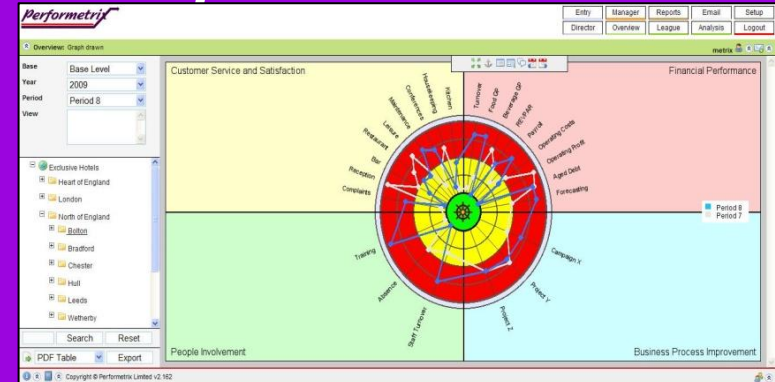 Performetrix
Entry Manager Reports Email Setup
Director Overview League Analysis Logout
Overview: Graph drawn
metrix
Base Base Level
Year 2009
Period Period 8
View
Exclusive Hotels
Heart of England
London
North of England
Bolton
Bradford
Chester
Hull
Leeds
Wetherby
Search Reset
PDF Table Export
Customer Service and Satisfaction
Financial Performance
Complaints
Reception
Bar
Restaurant
Leisure
Maintenance
Conferences
Housekeeping
Kitchen
Turnover
Food GP
Beverage GP
REVPAR
Payroll
Operating Costs
Operating Profit
Aged Debt
Forecasting
Period 8
Period 7
Campaign X
Project Y
Project Z
Staff Turnover
Absence
Training
People Involvement
Business Process Improvement
Copyright © Performetrix Limited v2.162